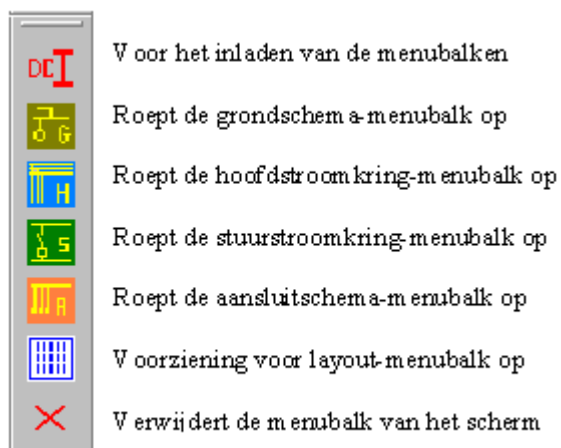 DC I Voor het inladen van de menubalken
G Roept de grondschema-menubalk op
H Roept de hoofdstroomkring-menubalk op
S Roept de stuurstroomkring-menubalk op
A Roept de aansluitschema-menubalk op
Voorziening voor layout-menubalk op
Verwijdert de menubalk van het scherm